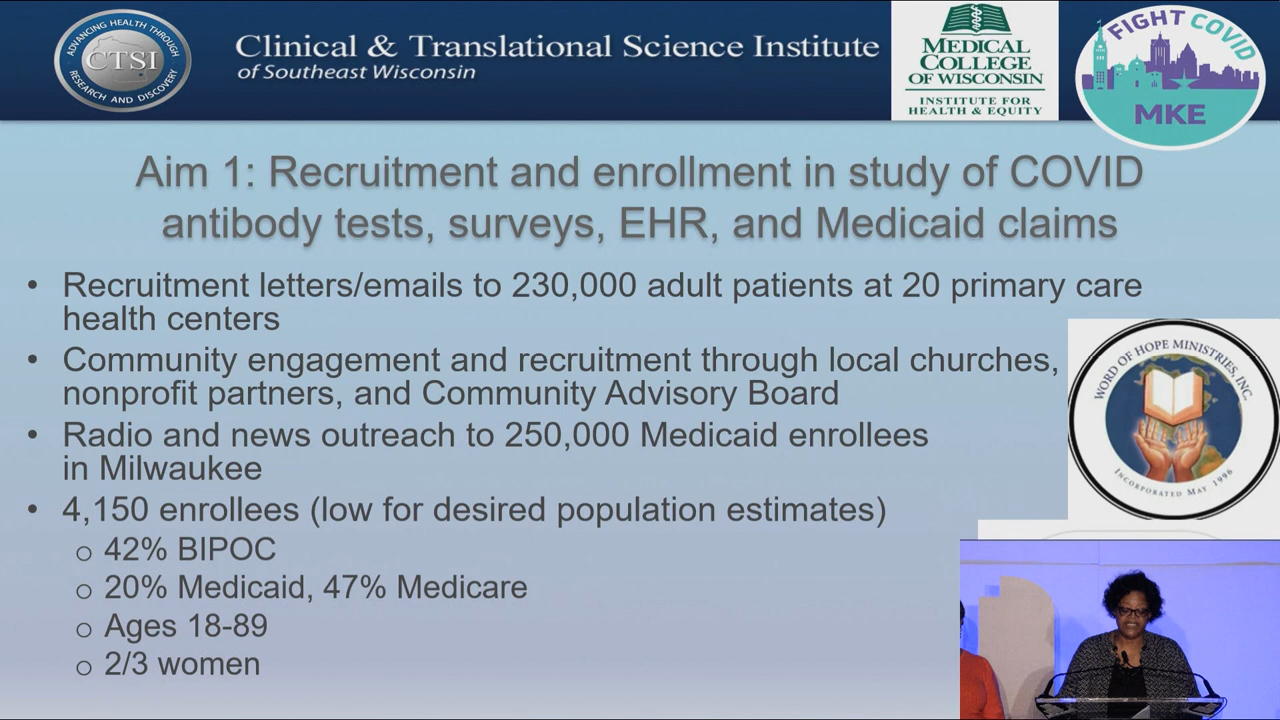 ADVANCING HEALTH THROUGH
CTSI
RESEARCH AND DISCOVERY
Clinical & Translational Science Institute
of Southeast Wisconsin
MEDICAL
COLLEGE
OF WISCONSIN
INSTITUTE FOR
HEALTH & EQUITY
FIGHT COVID
MKE
Aim 1: Recruitment and enrollment in study of COVID
antibody tests, surveys, EHR, and Medicaid claims
• Recruitment letters/emails to 230,000 adult patients at 20 primary care
health centers
• Community engagement and recruitment through local churches,
nonprofit partners, and Community Advisory Board
• Radio and news outreach to 250,000 Medicaid enrollees
in Milwaukee
• 4,150 enrollees (low for desired population estimates)
o 42% BIPOC
o 20% Medicaid, 47% Medicare
o Ages 18-89
o 2/3 women
WORD OF HOPE MINISTRIES, INC.
INCORPORATED MAY 1996